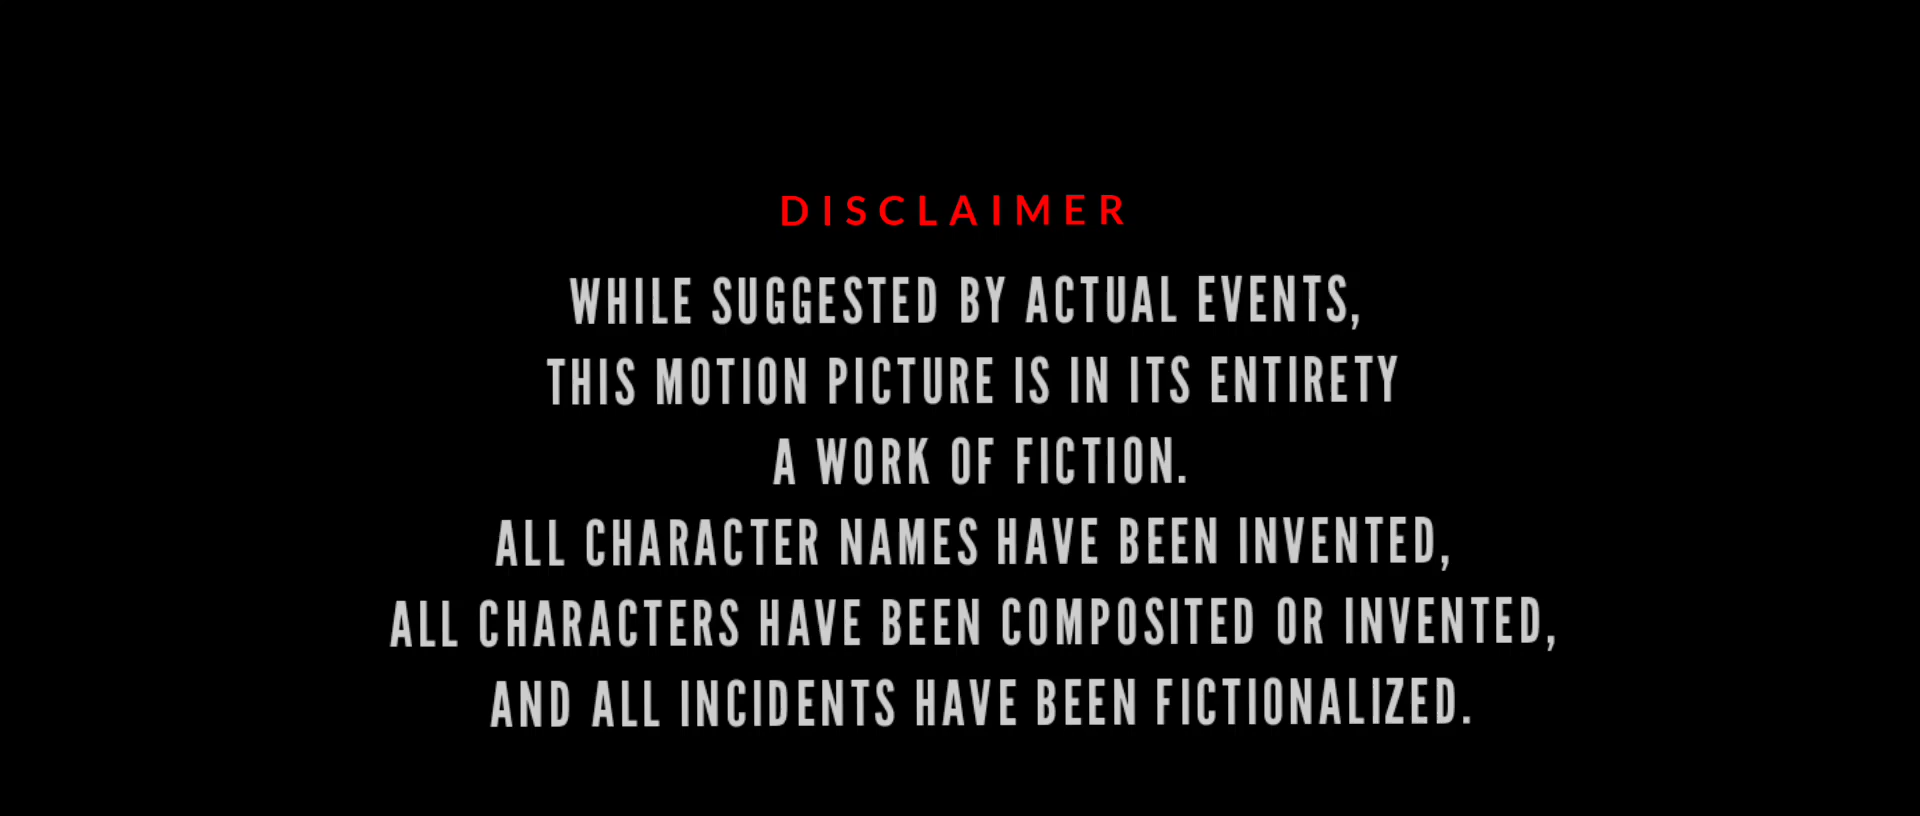 DISCLAIMER
WHILE SUGGESTED BY ACTUAL EVENTS,
THIS MOTION PICTURE IS IN ITS ENTIRETY
A WORK OF FICTION.
ALL CHARACTER NAMES HAVE BEEN INVENTED,
ALL CHARACTERS HAVE BEEN COMPOSITED OR INVENTED,
AND ALL INCIDENTS HAVE BEEN FICTIONALIZED.